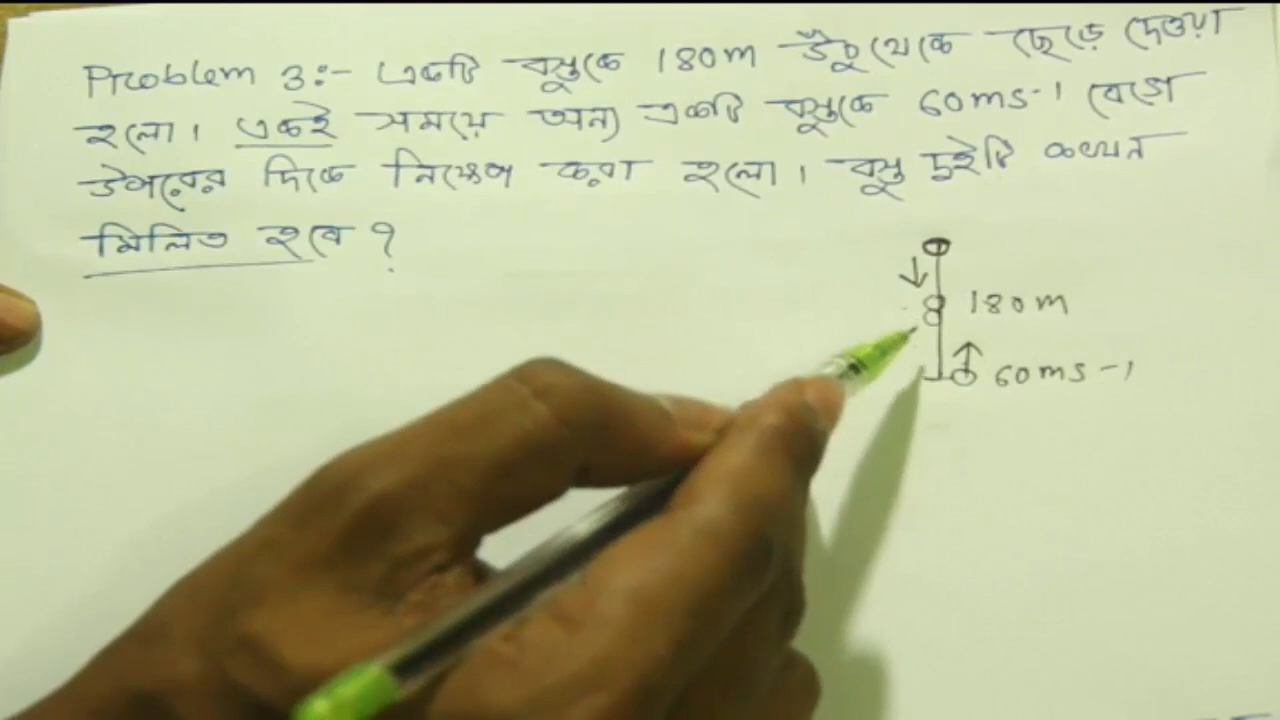 Problem 3:- একটি বস্তুকে 180m উঁচু থেকে ছেড়ে দেওয়া
হলো। একই সময়ে অন্য একটি বস্তুকে 60ms-1 বেগে
উপরের দিকে নিক্ষেপ করা হলো। বস্তু দুইটি কখন
মিলিত হবে?
180m
60ms-1